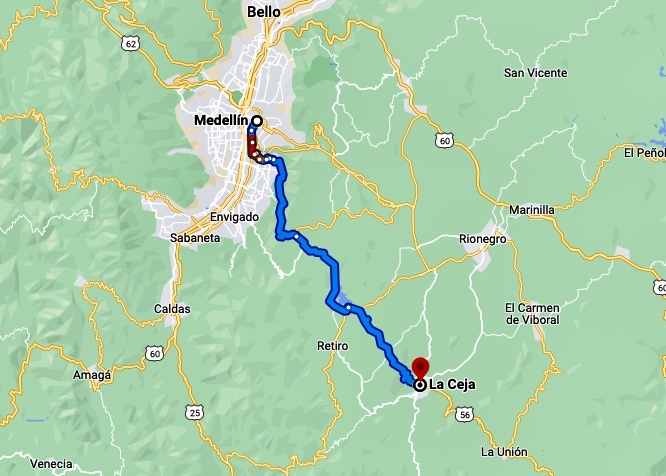 Bello
62
San Vicente
Medellín
60
El Peñol
Envigado
Marinilla
Sabaneta
Rionegro
Caldas
El Carmen
de Viboral
Retiro
60
Amagá
La Ceja
25
56
La Unión
Venecia